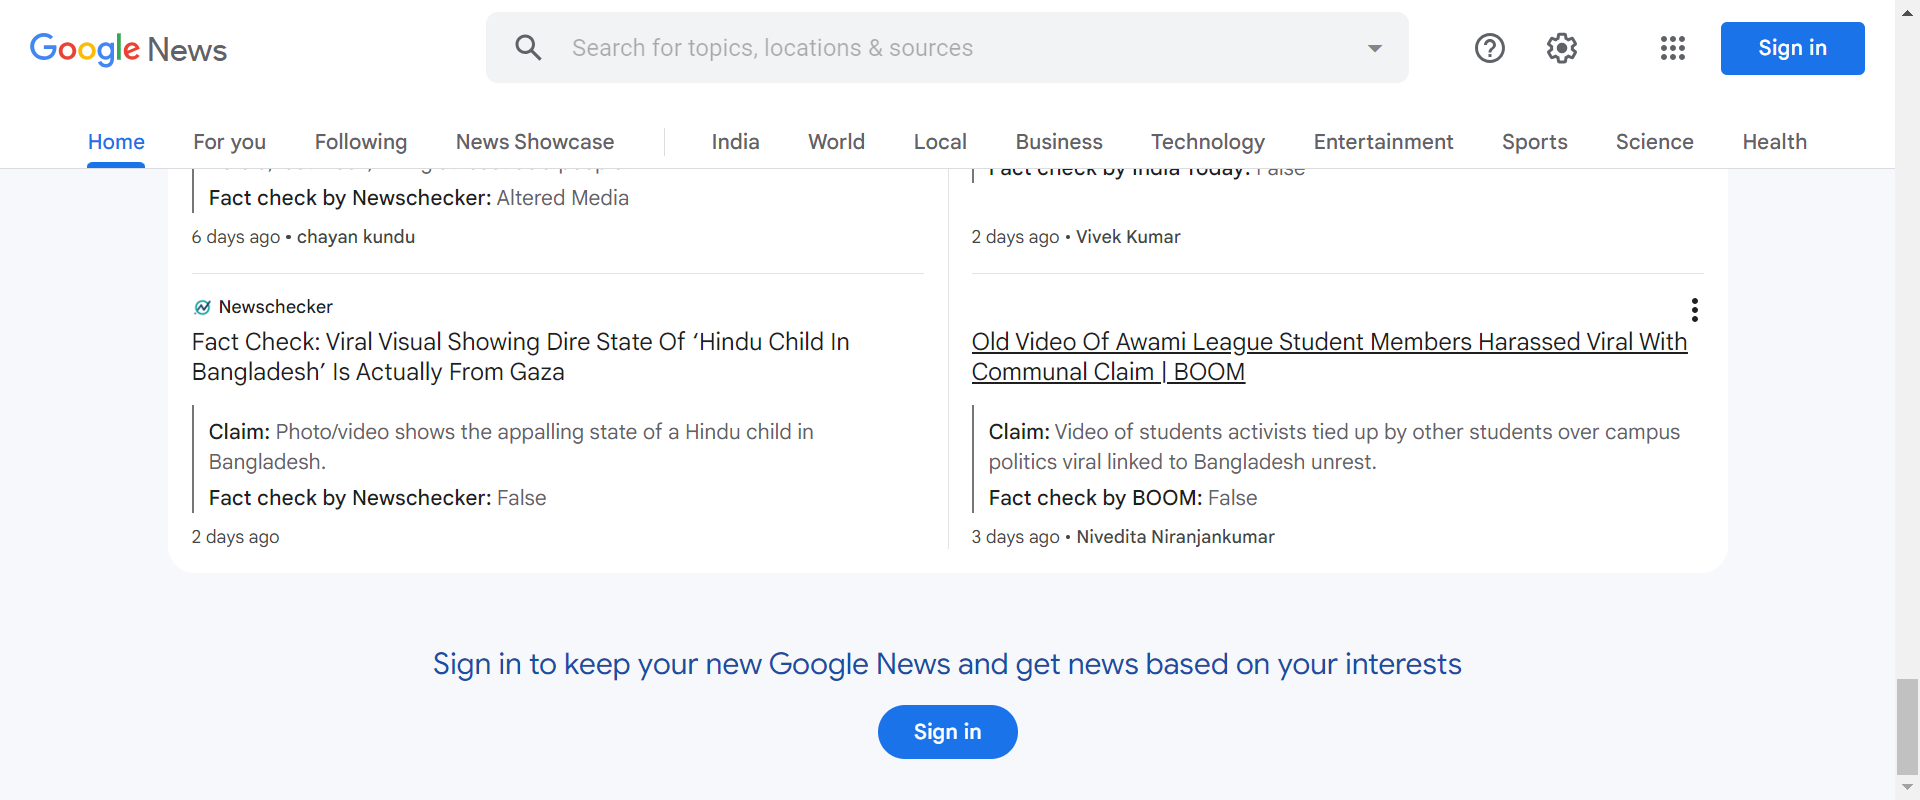 Google News
Search for topics, locations & sources
Sign in
Home
For you
Following
News Showcase
India
World
Local
Business
Technology
Entertainment
Sports
Science
Health
Fact check by Newschecker: Altered Media
6 days ago • chayan kundu
Fact check by India Today: False
2 days ago • Vivek Kumar
Newschecker
Fact Check: Viral Visual Showing Dire State Of ‘Hindu Child In
Bangladesh’ Is Actually From Gaza
Claim: Photo/video shows the appalling state of a Hindu child in
Bangladesh.
Fact check by Newschecker: False
2 days ago
Old Video Of Awami League Student Members Harassed Viral With
Communal Claim | BOOM
Claim: Video of students activists tied up by other students over campus
politics viral linked to Bangladesh unrest.
Fact check by BOOM: False
3 days ago • Nivedita Niranjankumar
Sign in to keep your new Google News and get news based on your interests
Sign in